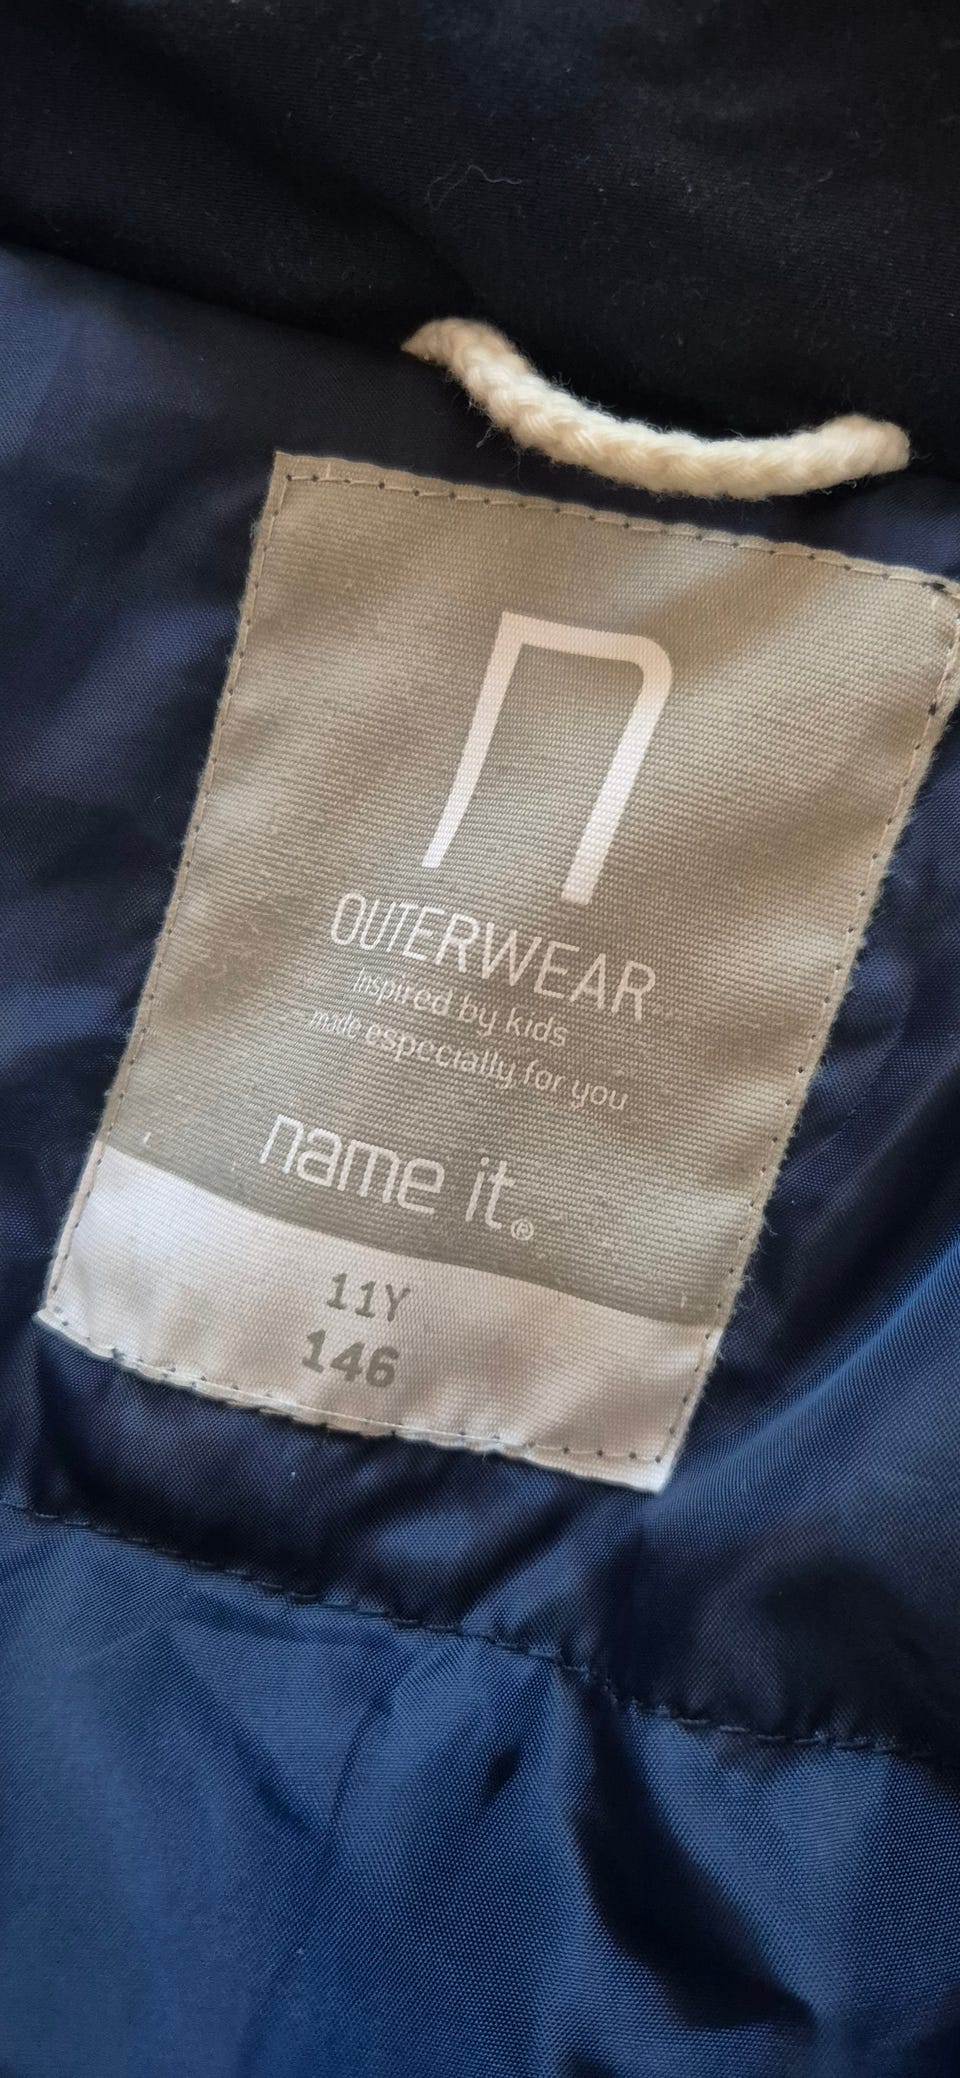 n
OUTERWEAR
Inspired by kids
made especially for you
name it®
11Y
146